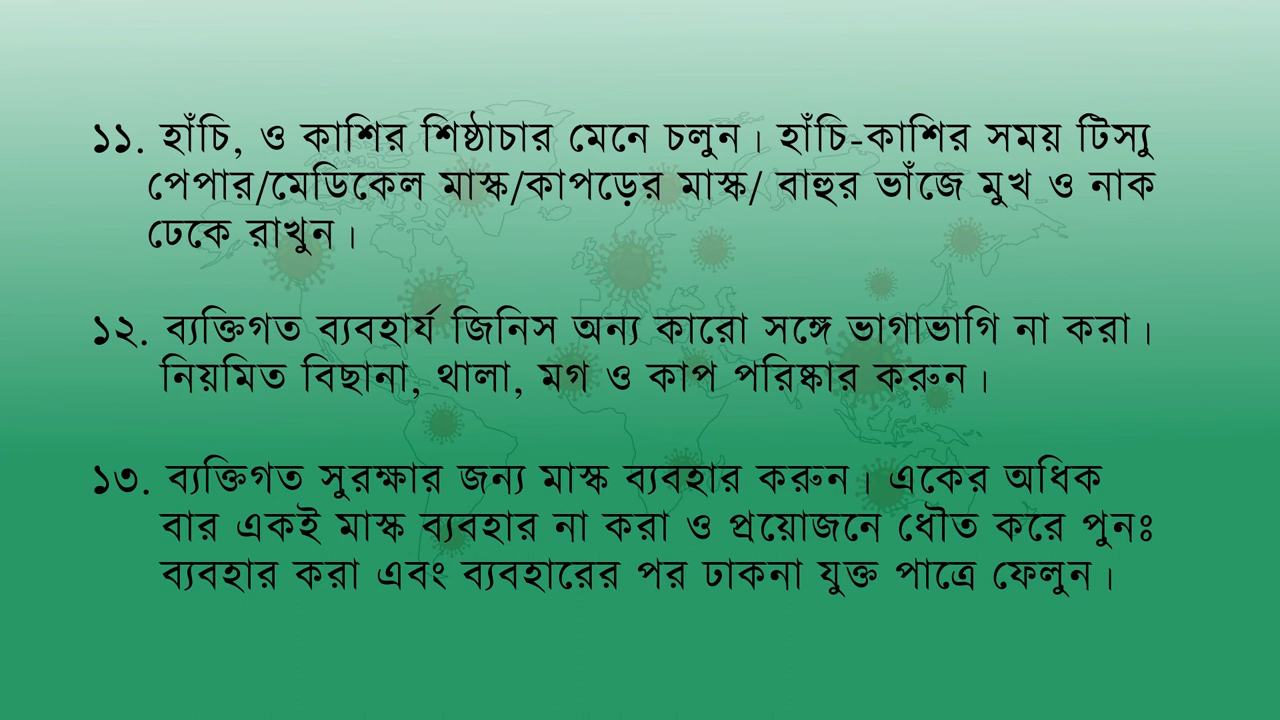 ১১. হাঁচি, ও কাশির শিষ্ঠাচার মেনে চলুন। হাঁচি-কাশির সময় টিস্যু
পেপার/মেডিকেল মাস্ক/কাপড়ের মাস্ক/ বাহুর ভাঁজে মুখ ও নাক
ঢেকে রাখুন।
১২. ব্যক্তিগত ব্যবহার্য জিনিস অন্য কারো সঙ্গে ভাগাভাগি না করা।
নিয়মিত বিছানা, থালা, মগ ও কাপ পরিষ্কার করুন।
১৩. ব্যক্তিগত সুরক্ষার জন্য মাস্ক ব্যবহার করুন। একের অধিক
বার একই মাস্ক ব্যবহার না করা ও প্রয়োজনে ধৌত করে পুনঃ
ব্যবহার করা এবং ব্যবহারের পর ঢাকনা যুক্ত পাত্রে ফেলুন।